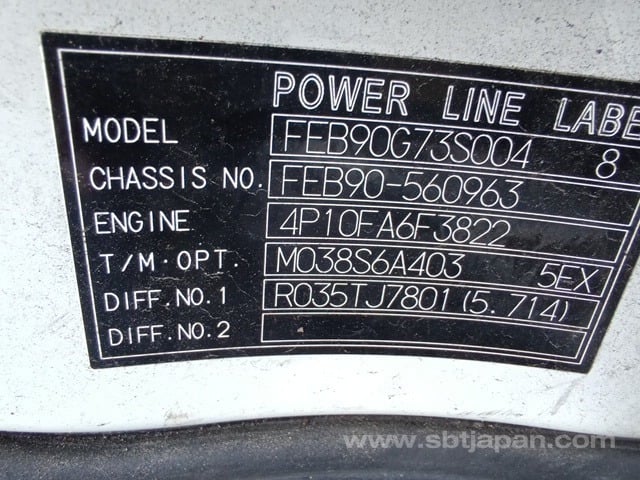 POWER LINE LABE
MODEL FEB90G73S004 8
CHASSIS NO. FEB90-560963
ENGINE 4P10FA6F3822
T/M·OPT. M038S6A403 5EX
DIFF.NO.1 R035TJ7801(5.714)
DIFF.NO.2
www.sbtjapan.com